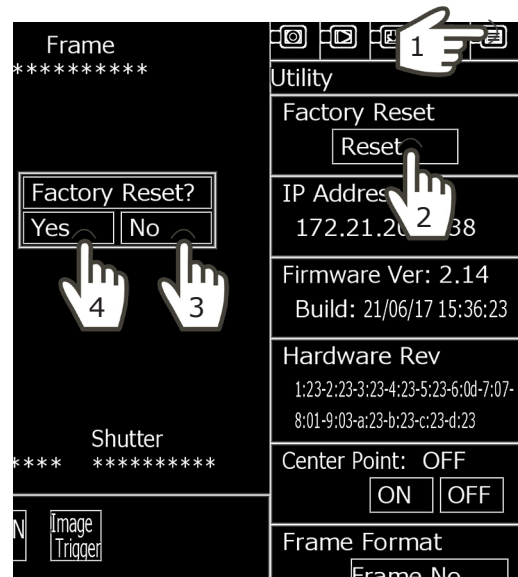 Frame
**********
1
Utility
Factory Reset
Reset
2
IP Address
172.21.20 38
Factory Reset?
Yes No
4 3
Firmware Ver: 2.14
Build: 21/06/17 15:36:23
Hardware Rev
1:23-2:23-3:23-4:23-5:23-6:0d-7:07-
8:01-9:03-a:23-b:23-c:23-d:23
Shutter
**** **********
Center Point: OFF
ON OFF
N
Image
Trigger
Frame Format
Frame No